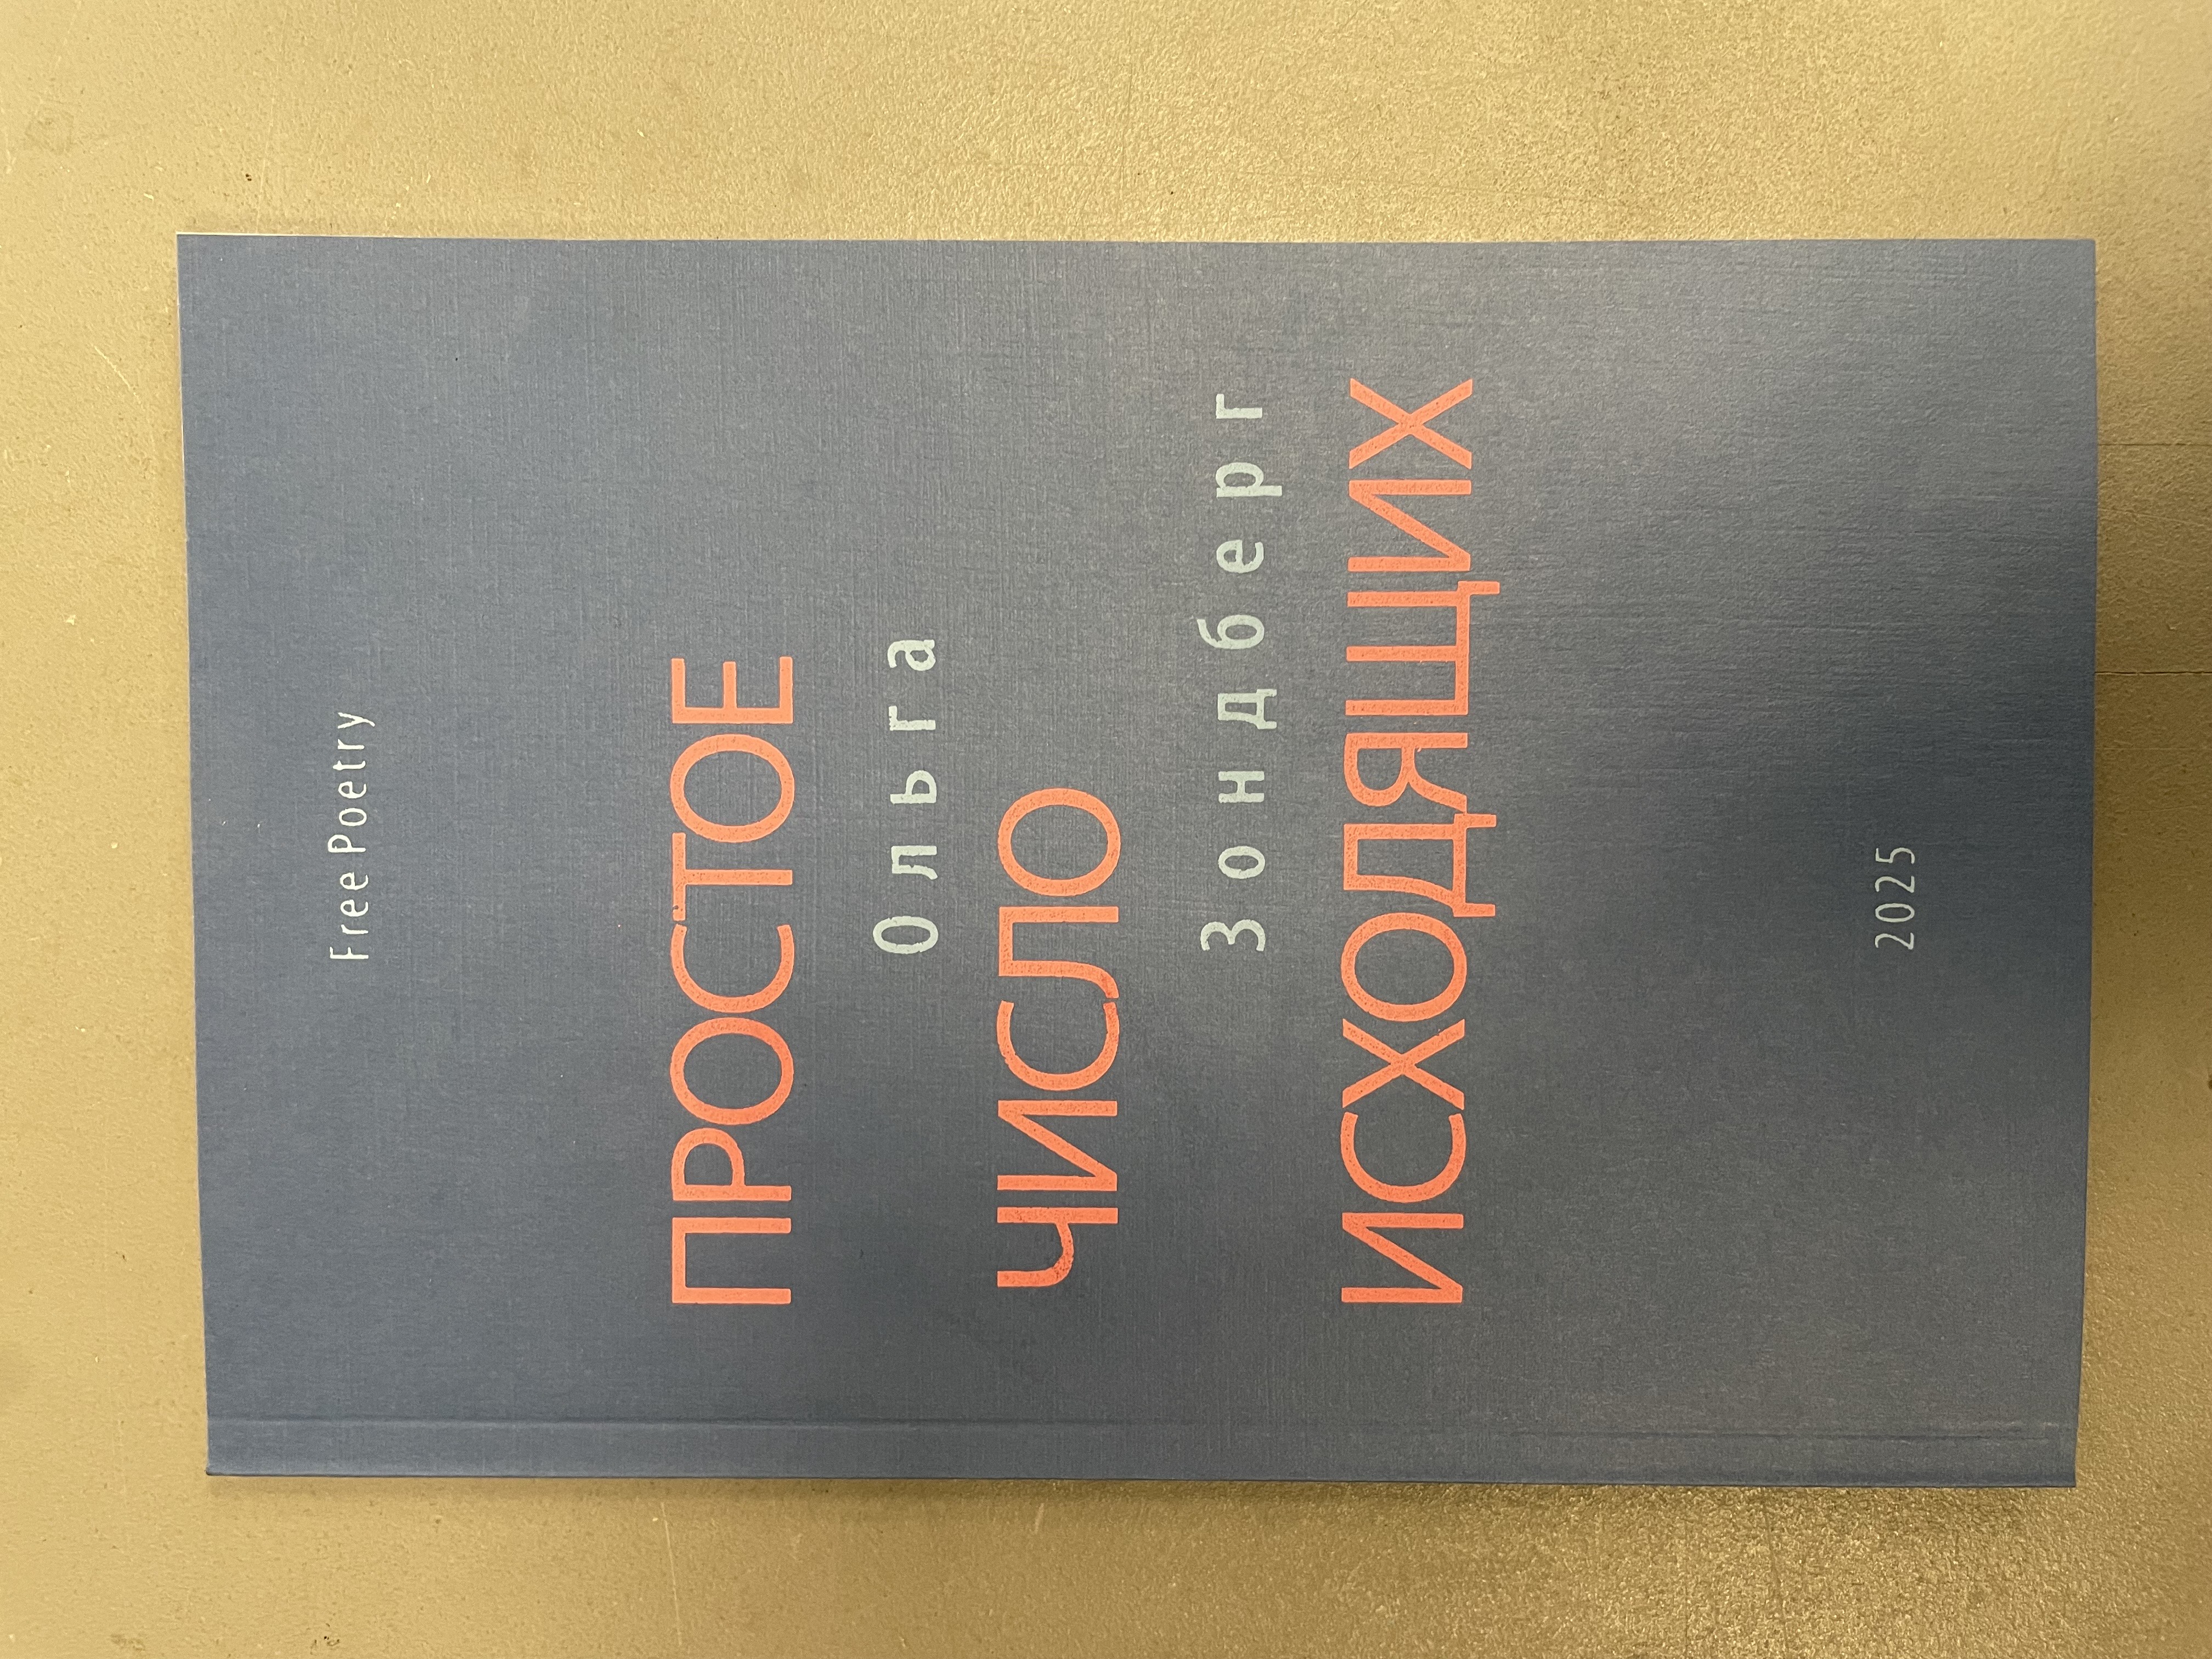 Free Poetry
ПРОСТОЕ
Ольга
ЧИСЛО
Зондберг
ИСХОДЯЩИХ
2025